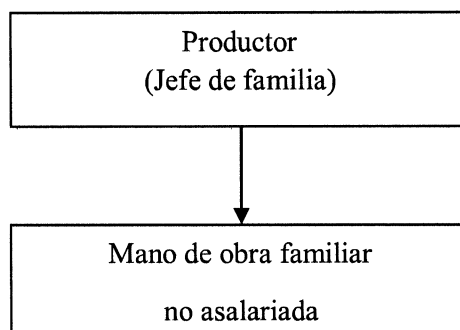 Productor
(Jefe de familia)
Mano de obra familiar
no asalariada